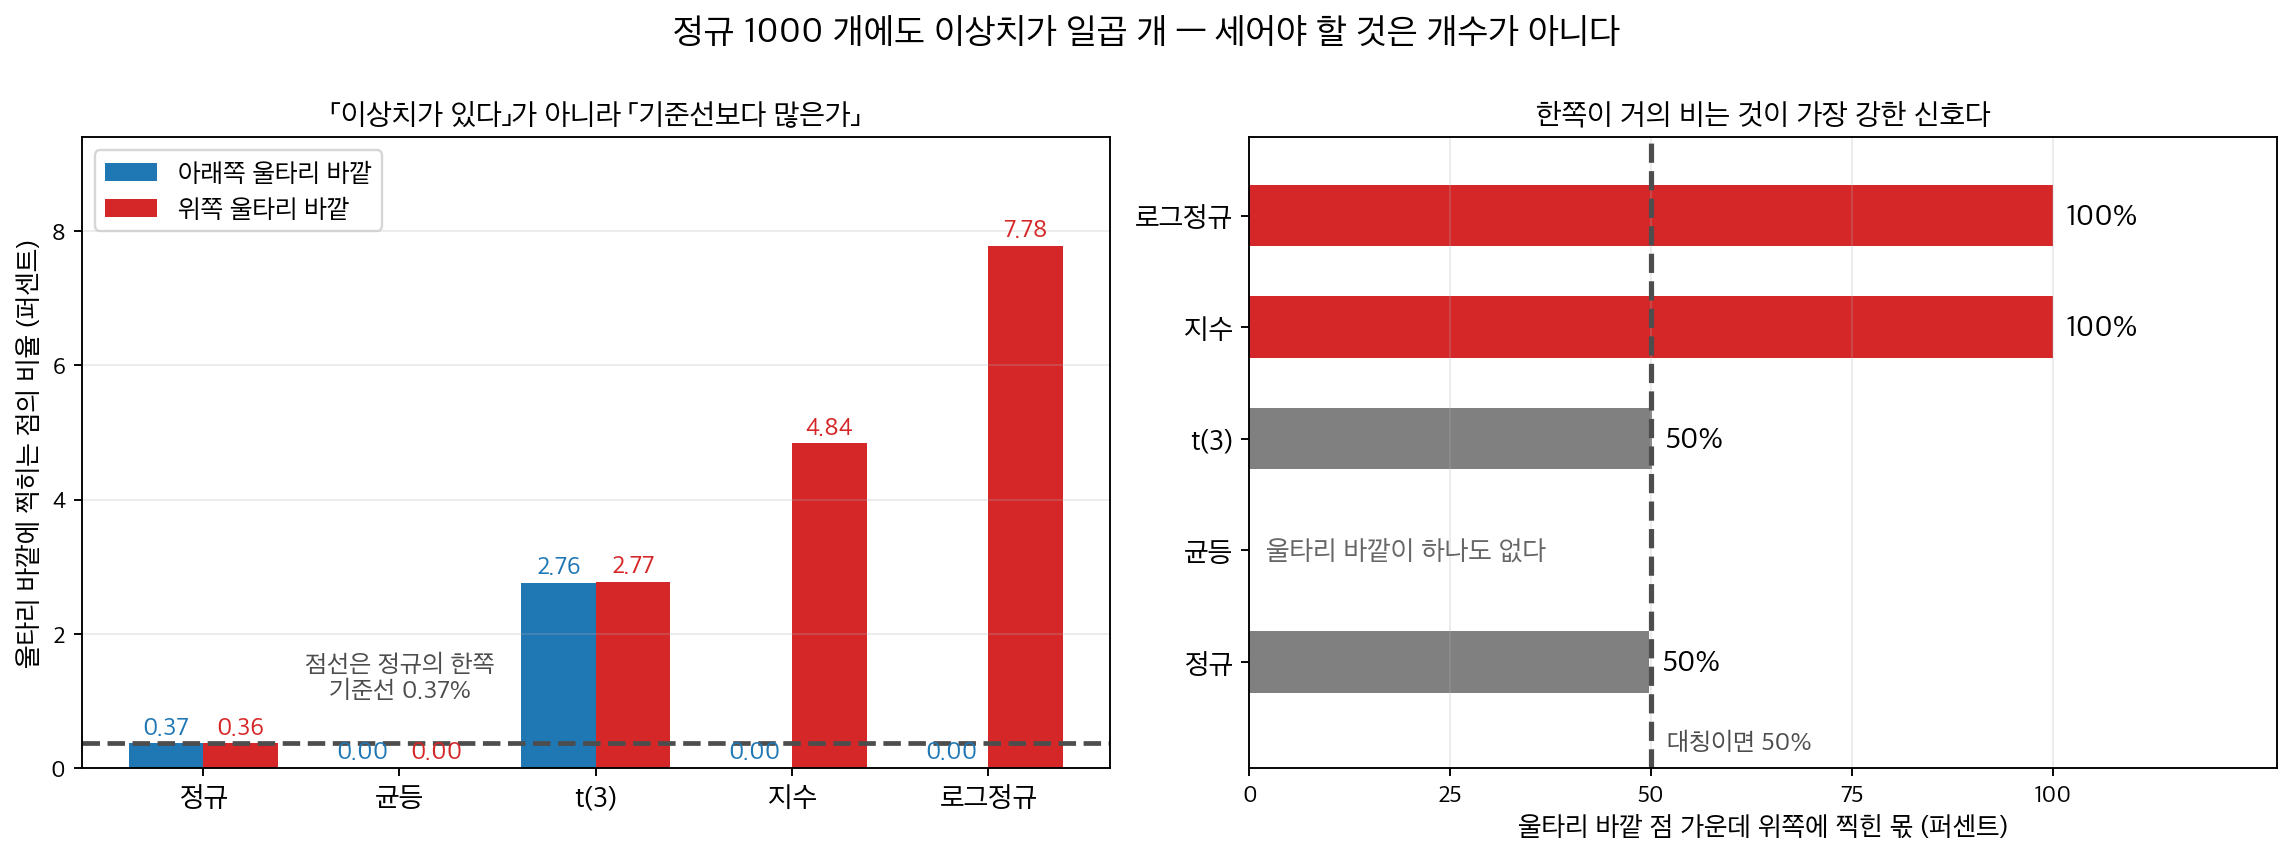 정규 1000 개에도 이상치가 일곱 개 — 세어야 할 것은 개수가 아니다
「이상치가 있다」가 아니라 「기준선보다 많은가」
아래쪽 울타리 바깥
위쪽 울타리 바깥
울타리 바깥에 찍히는 점의 비율 (퍼센트)
8
6
4
2
0
7.78
4.84
2.76
2.77
점선은 정규의 한쪽
기준선 0.37%
0.37
0.36
0.00
0.00
0.00
0.00
정규
균등
t(3)
지수
로그정규
한쪽이 거의 비는 것이 가장 강한 신호다
로그정규
100%
지수
100%
t(3)
50%
균등
울타리 바깥이 하나도 없다
정규
50%
대칭이면 50%
0
25
50
75
100
울타리 바깥 점 가운데 위쪽에 찍힌 몫 (퍼센트)